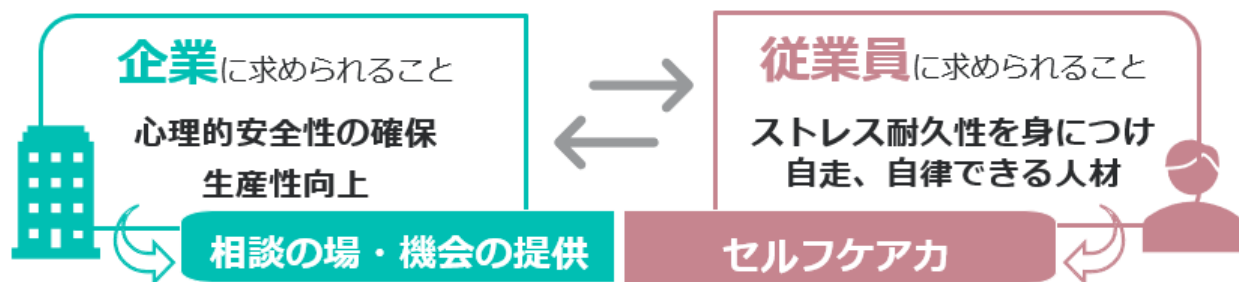 企業に求められること
心理的安全性の確保
生産性向上
相談の場・機会の提供
従業員に求められること
ストレス耐久性を身につけ
自走、自律できる人材
セルフケア力